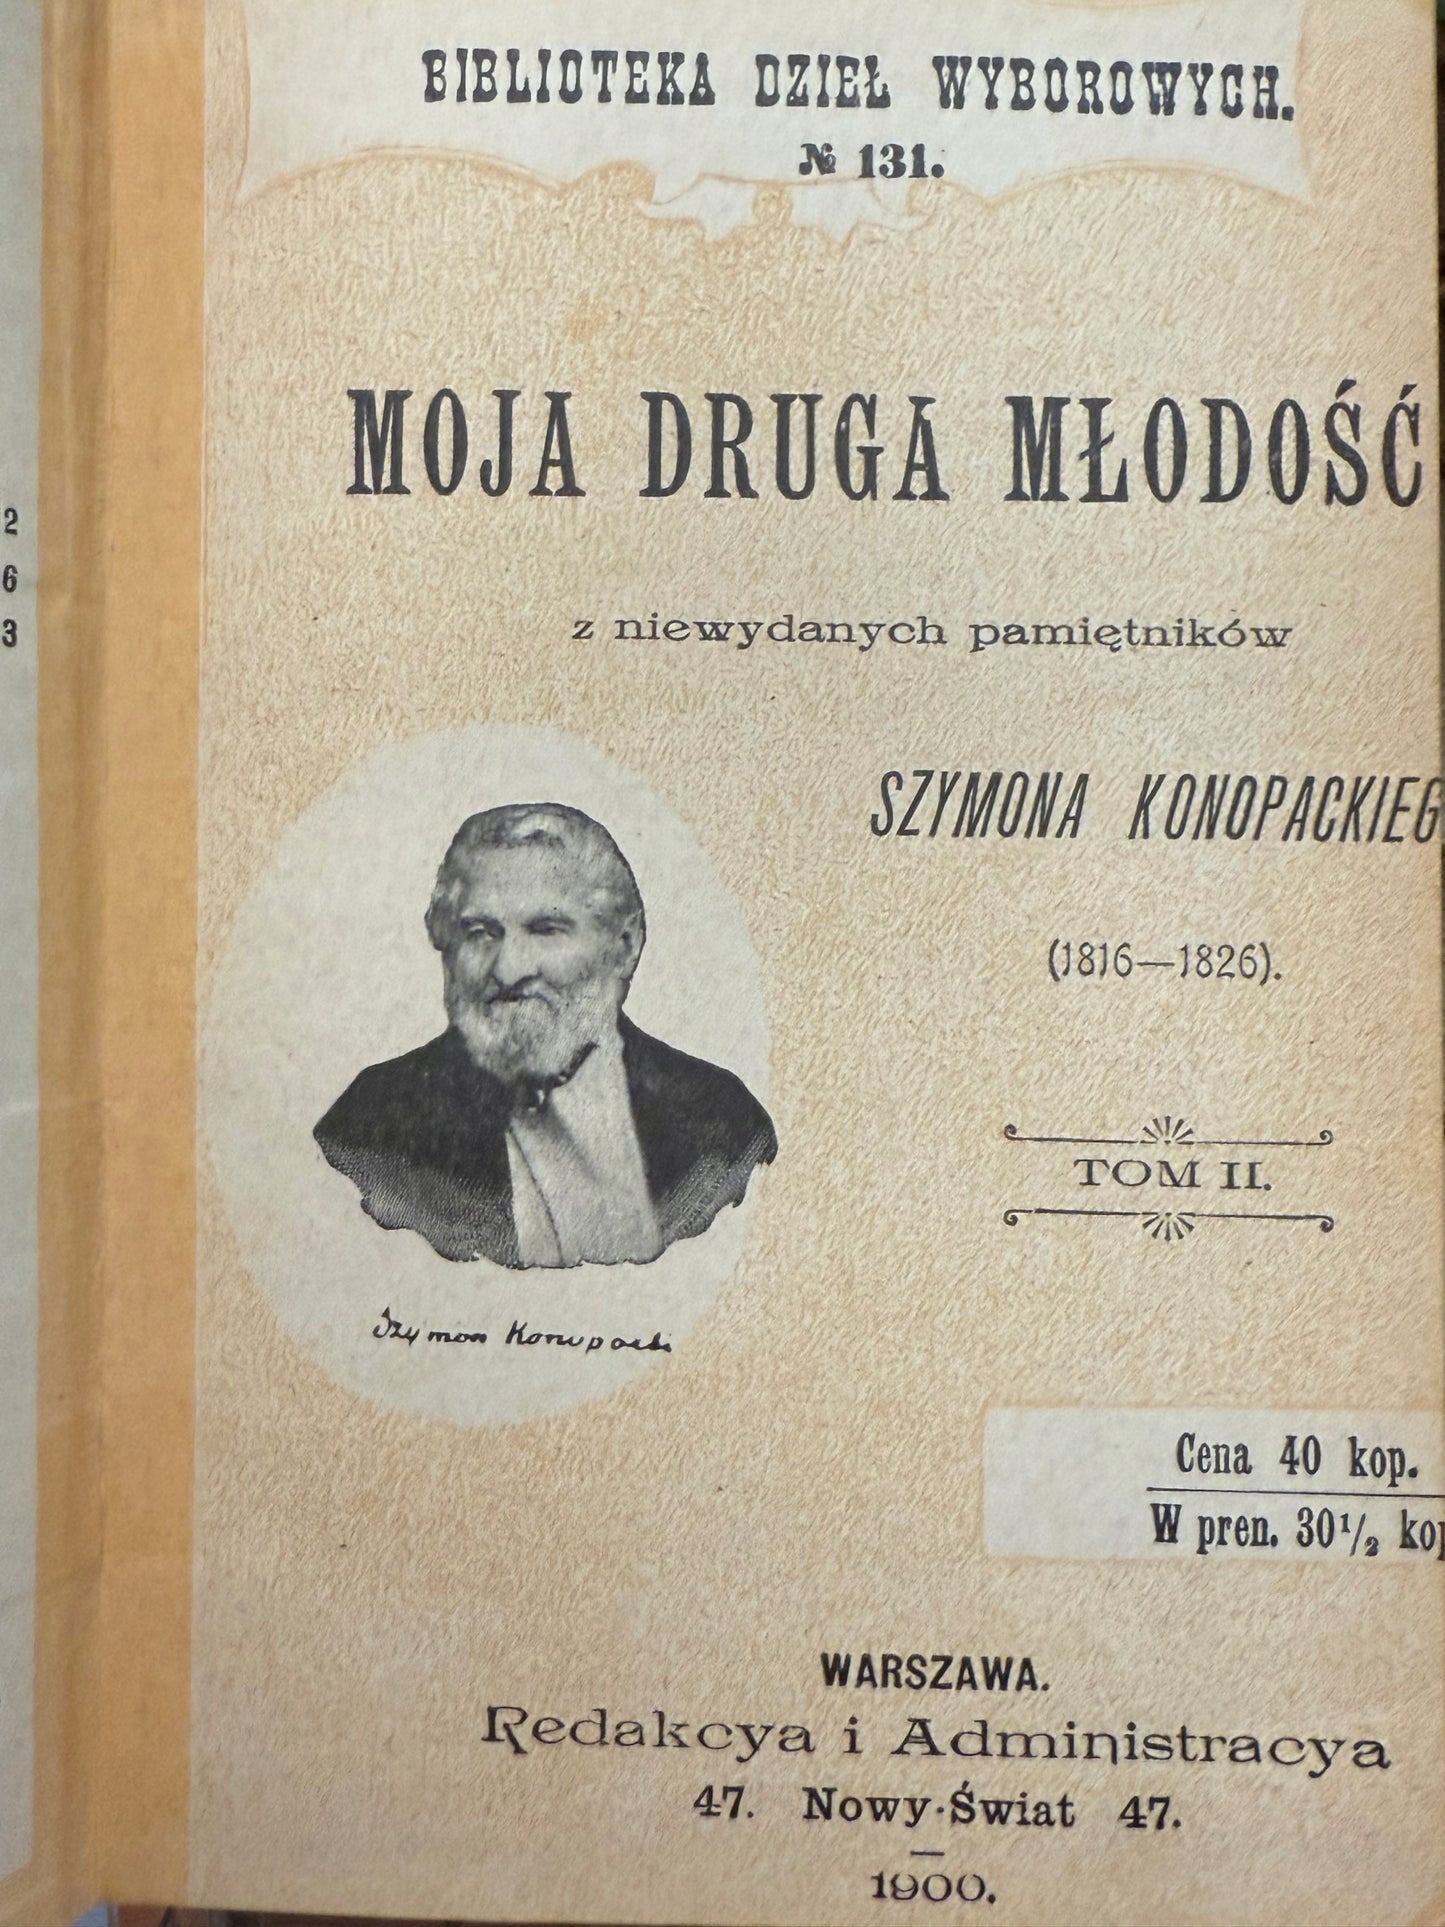 BIBLIOTEKA DZIEŁ WYBOROWYCH.
№ 131.
MOJA DRUGA MŁODOŚĆ
z niewydanych pamiętników
SZYMONA KONOPACKIEG
(1816—1826).
TOM II.
Szymon Konopacki
Cena 40 kop.
W pren. 30½ kop
WARSZAWA.
Redakcya i Administracya
47. Nowy-Świat 47.
1900.
2
6
3